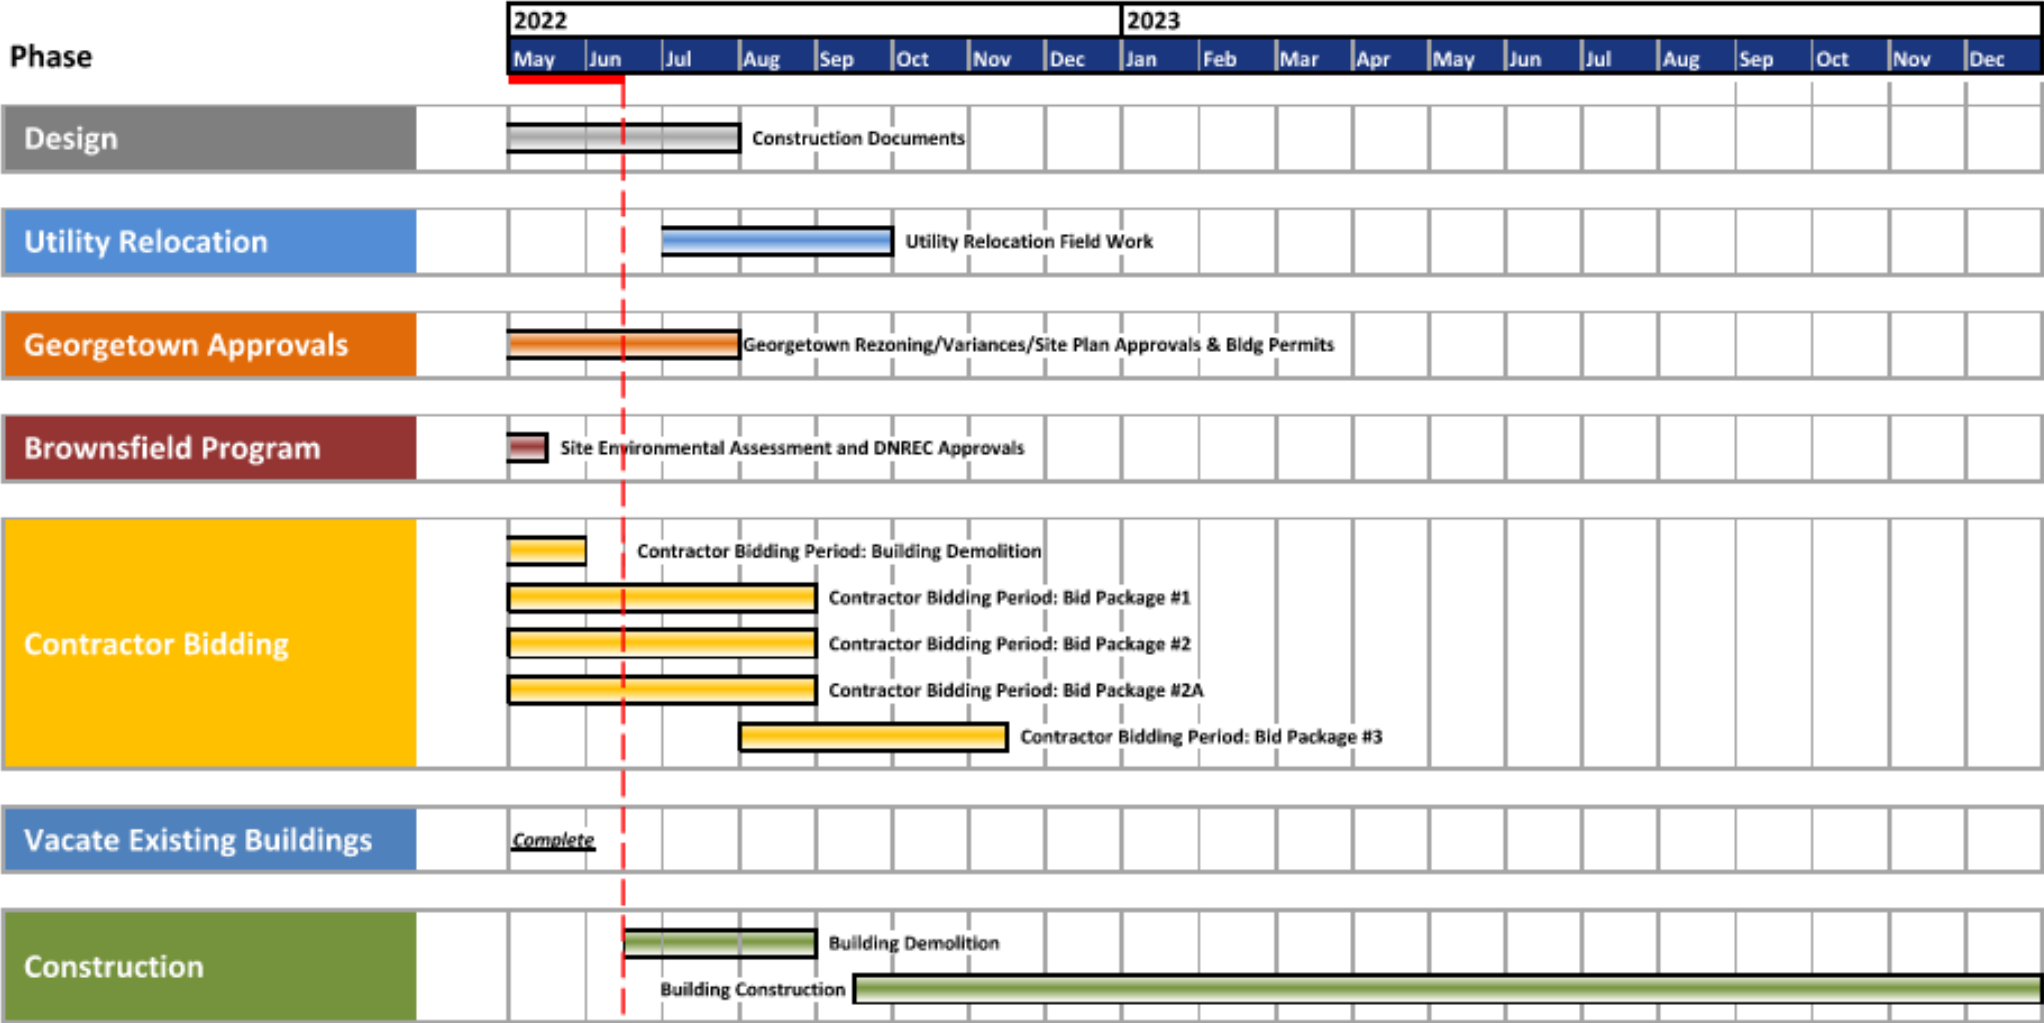 2022 2023
Phase
May Jun Jul Aug Sep Oct Nov Dec Jan Feb Mar Apr May Jun Jul Aug Sep Oct Nov Dec
Design
Construction Documents
Utility Relocation
Utility Relocation Field Work
Georgetown Approvals
Georgetown Rezoning/Variances/Site Plan Approvals & Bldg Permits
Brownsfield Program
Site Environmental Assessment and DNREC Approvals
Contractor Bidding
Contractor Bidding Period: Building Demolition
Contractor Bidding Period: Bid Package #1
Contractor Bidding Period: Bid Package #2
Contractor Bidding Period: Bid Package #2A
Contractor Bidding Period: Bid Package #3
Vacate Existing Buildings
Complete
Construction
Building Demolition
Building Construction